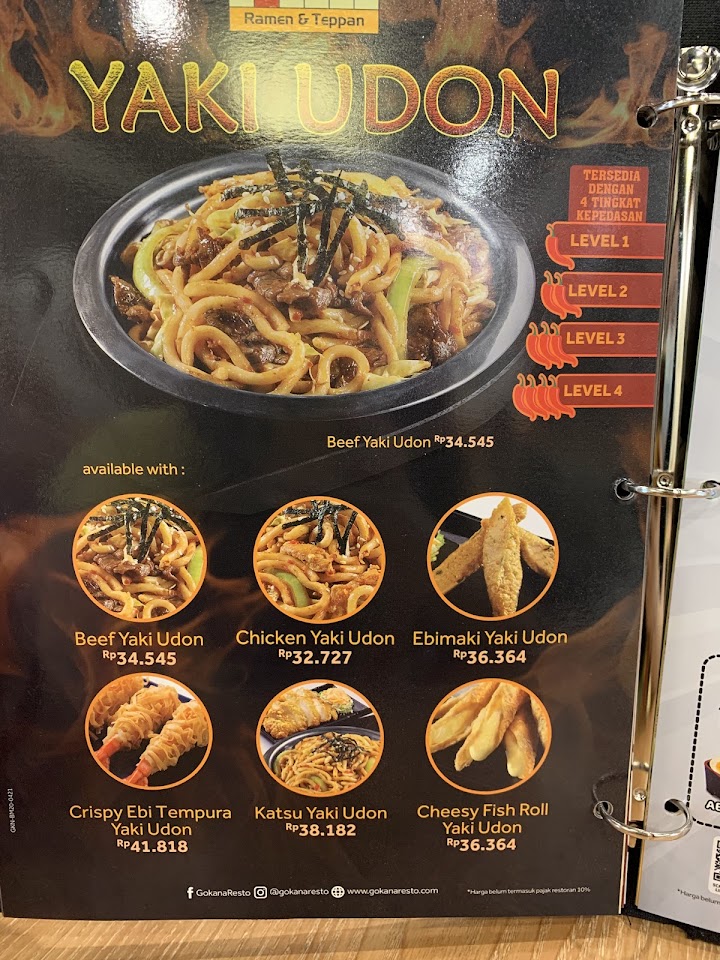 Ramen & Teppan
YAKI UDON
TERSEDIA
DENGAN
4 TINGKAT
KEPEDASAN
LEVEL 1
LEVEL 2
LEVEL 3
LEVEL 4
Beef Yaki Udon Rp34.545
available with :
Beef Yaki Udon
Rp34.545
Chicken Yaki Udon
Rp32.727
Ebimaki Yaki Udon
Rp36.364
Crispy Ebi Tempura
Yaki Udon
Rp41.818
Katsu Yaki Udon
Rp38.182
Cheesy Fish Roll
Yaki Udon
Rp36.364
GokanaResto @gokanaresto www.gokanaresto.com
*Harga belum termasuk pajak restoran 10%
*Harga belum